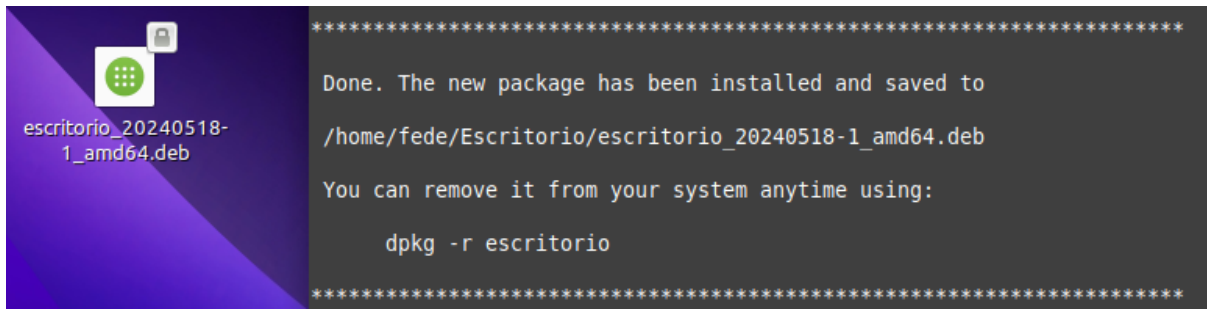 escritorio_20240518-
1_amd64.deb
**********************************************************************
Done. The new package has been installed and saved to
/home/fede/Escritorio/escritorio_20240518-1_amd64.deb
You can remove it from your system anytime using:
dpkg -r escritorio
**********************************************************************